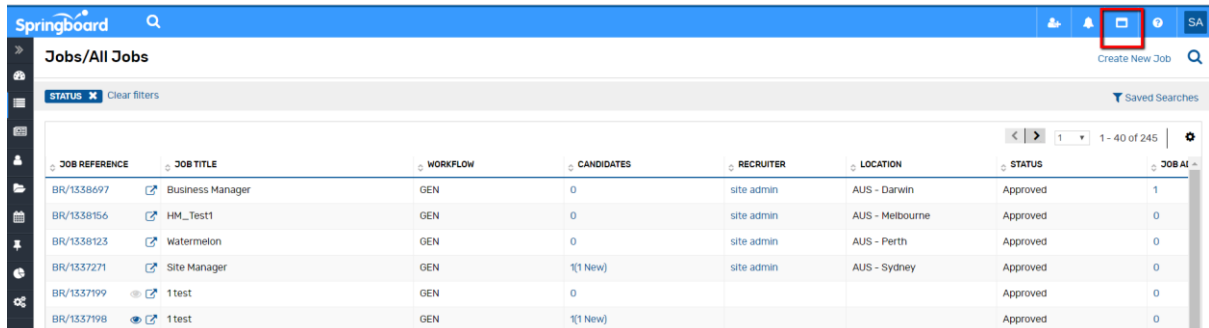 Springboard SA
Jobs/All Jobs
Create New Job
STATUS Clear filters
Saved Searches
1 1 - 40 of 245
JOB REFERENCE JOB TITLE WORKFLOW CANDIDATES RECRUITER LOCATION STATUS JOB AD
BR/1338697 Business Manager GEN 0 site admin AUS - Darwin Approved 1
BR/1338156 HM_Test1 GEN 0 site admin AUS - Melbourne Approved 0
BR/1338123 Watermelon GEN 0 site admin AUS - Perth Approved 0
BR/1337271 Site Manager GEN 1(1 New) site admin AUS - Sydney Approved 0
BR/1337199 1 test GEN 0 Approved 0
BR/1337198 1 test GEN 1(1 New) Approved 0